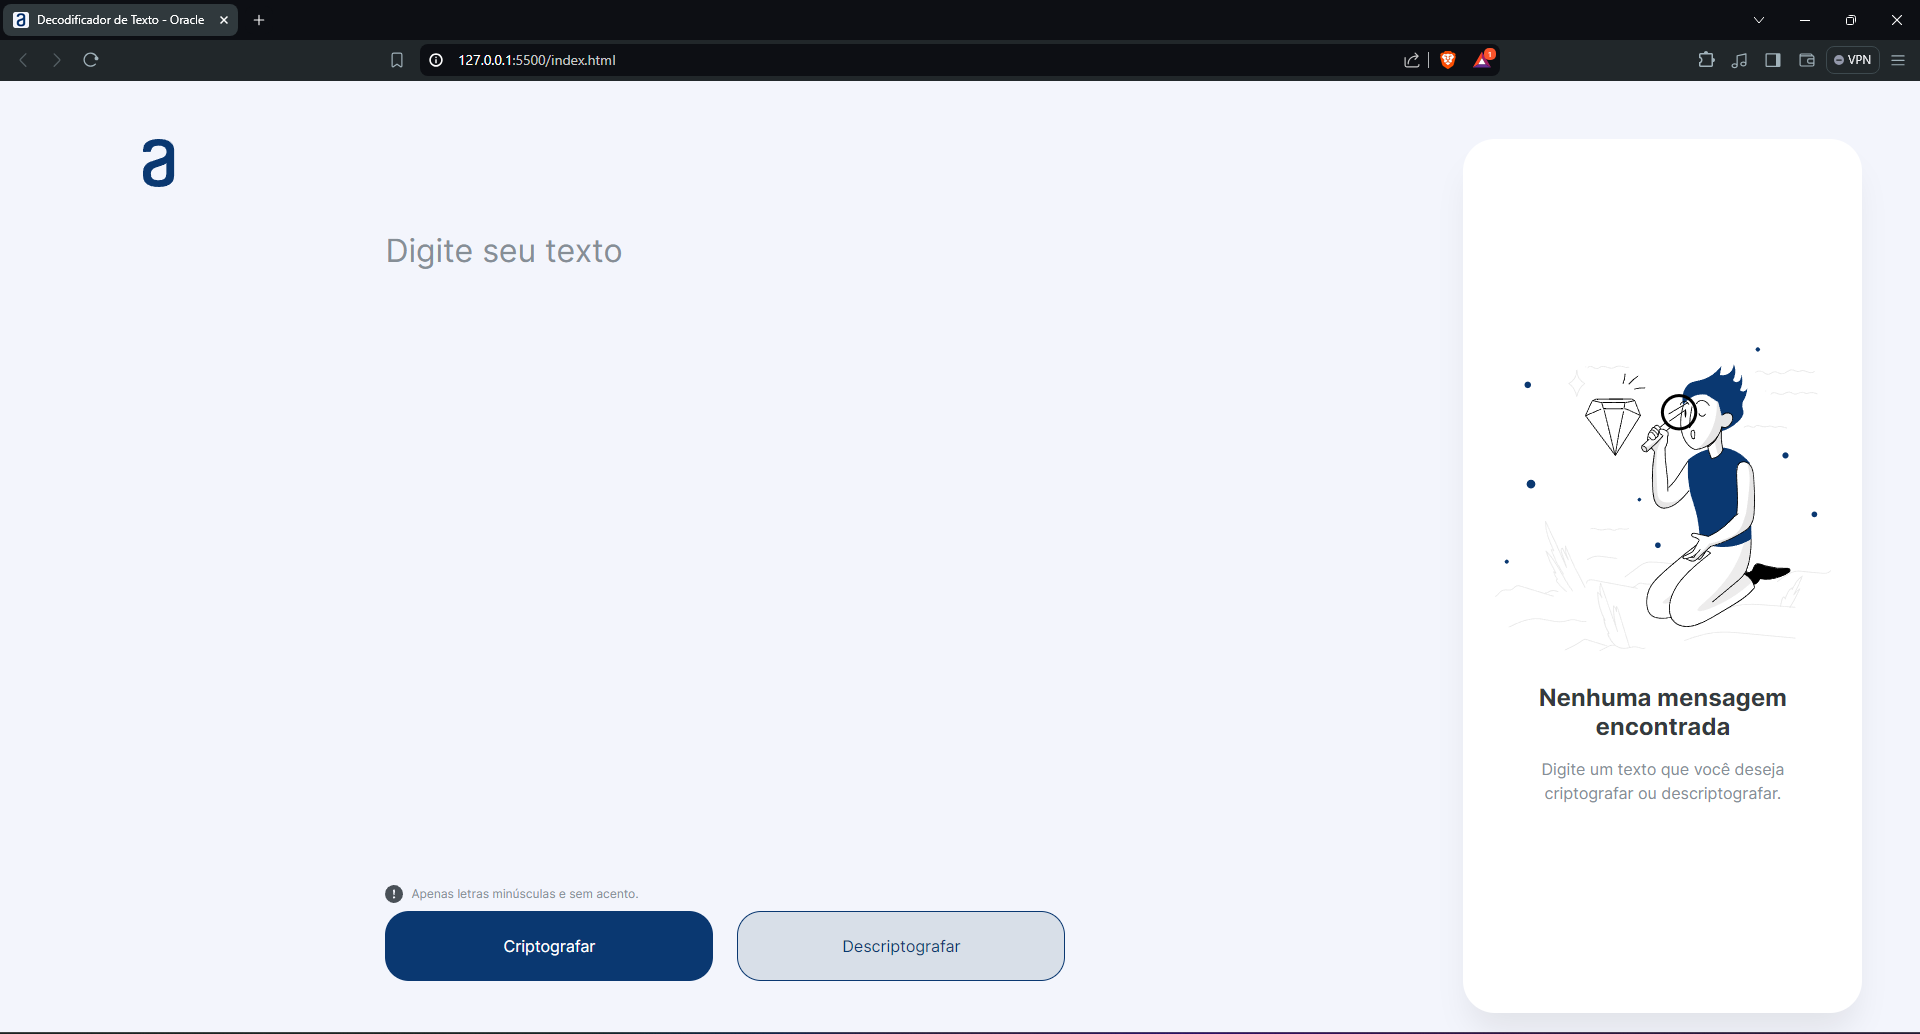 Decodificador de Texto - Oracle
127.0.0.1:5500/index.html
1
VPN
a
Digite seu texto
Nenhuma mensagem
encontrada
Digite um texto que você deseja
criptografar ou descriptografar.
Apenas letras minúsculas e sem acento.
Criptografar
Descriptografar